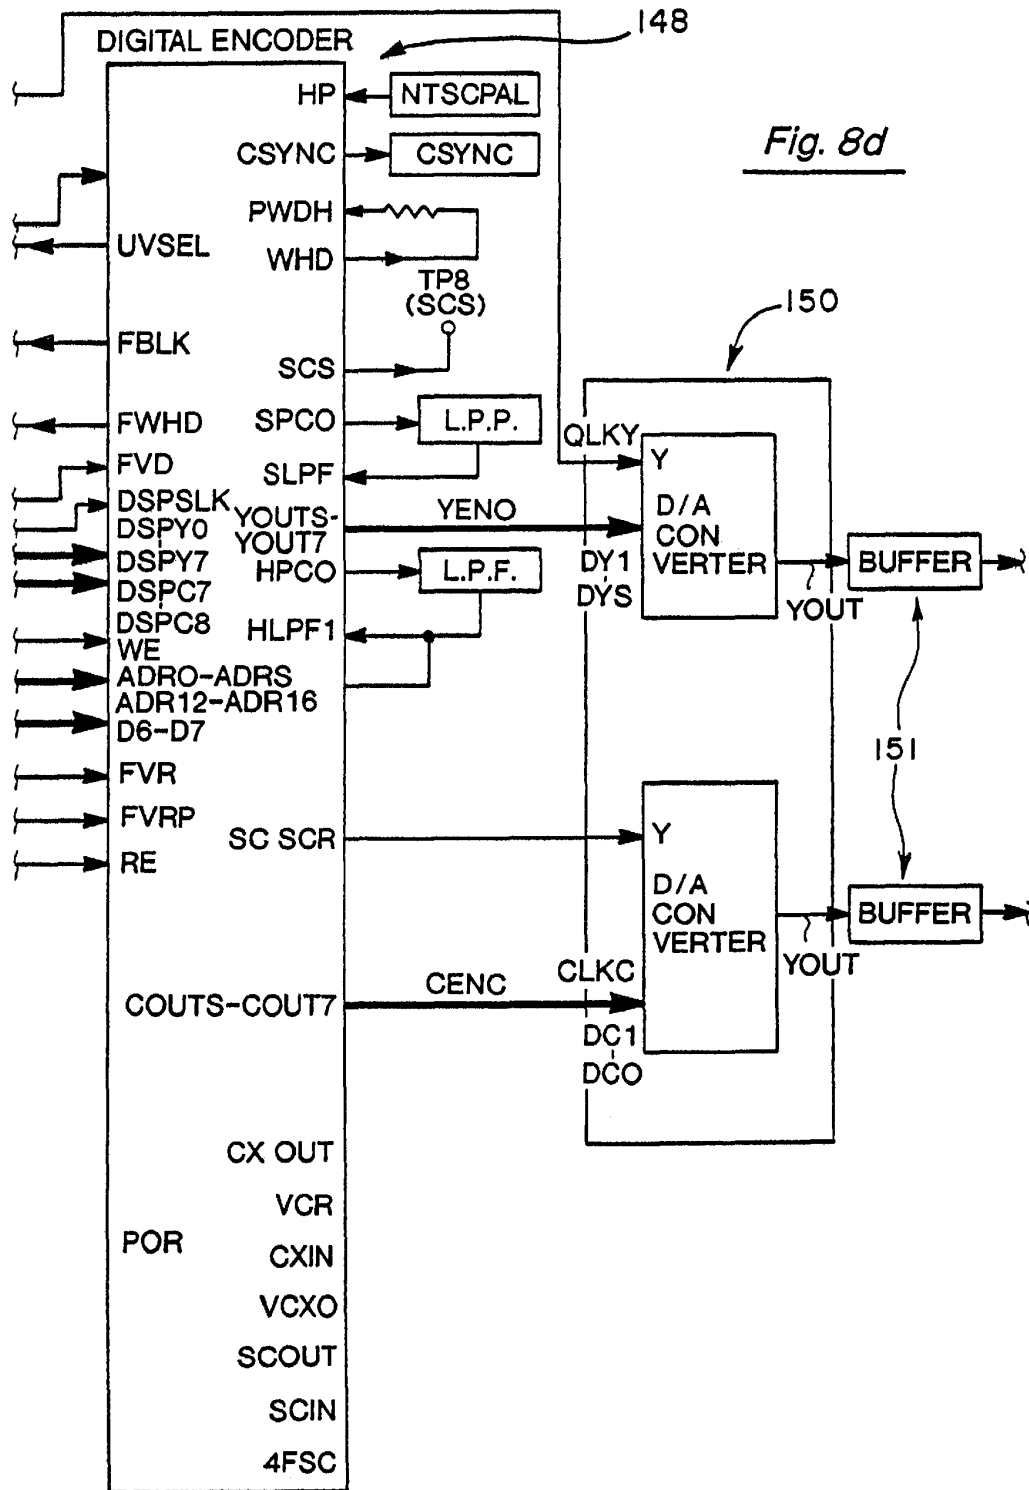 148
DIGITAL ENCODER
Fig. 8d
HP
NTSCPAL
CSYNC
CSYNC
PWDH
WHD
TP8
(SCS)
SCS
SPCO
L.P.P.
SLPF
YOUTS-
YOUT7
YENO
HPCO
L.P.F.
HLPF1
SC SCR
COUTS-COUT7
CENC
CX OUT
VCR
CXIN
VCXO
SCOUT
SCIN
4FSC
UVSEL
FBLK
FWHD
FVD
DSPSLK
DSPY0
DSPY7
DSPC7
DSPC8
WE
ADRO-ADRS
ADR12-ADR16
D6-D7
FVR
FVRP
RE
POR
150
QLKY
Y
D/A
CON
VERTER
DY1
DYS
YOUT
BUFFER
151
Y
D/A
CON
VERTER
CLKC
DC1
DCO
YOUT
BUFFER